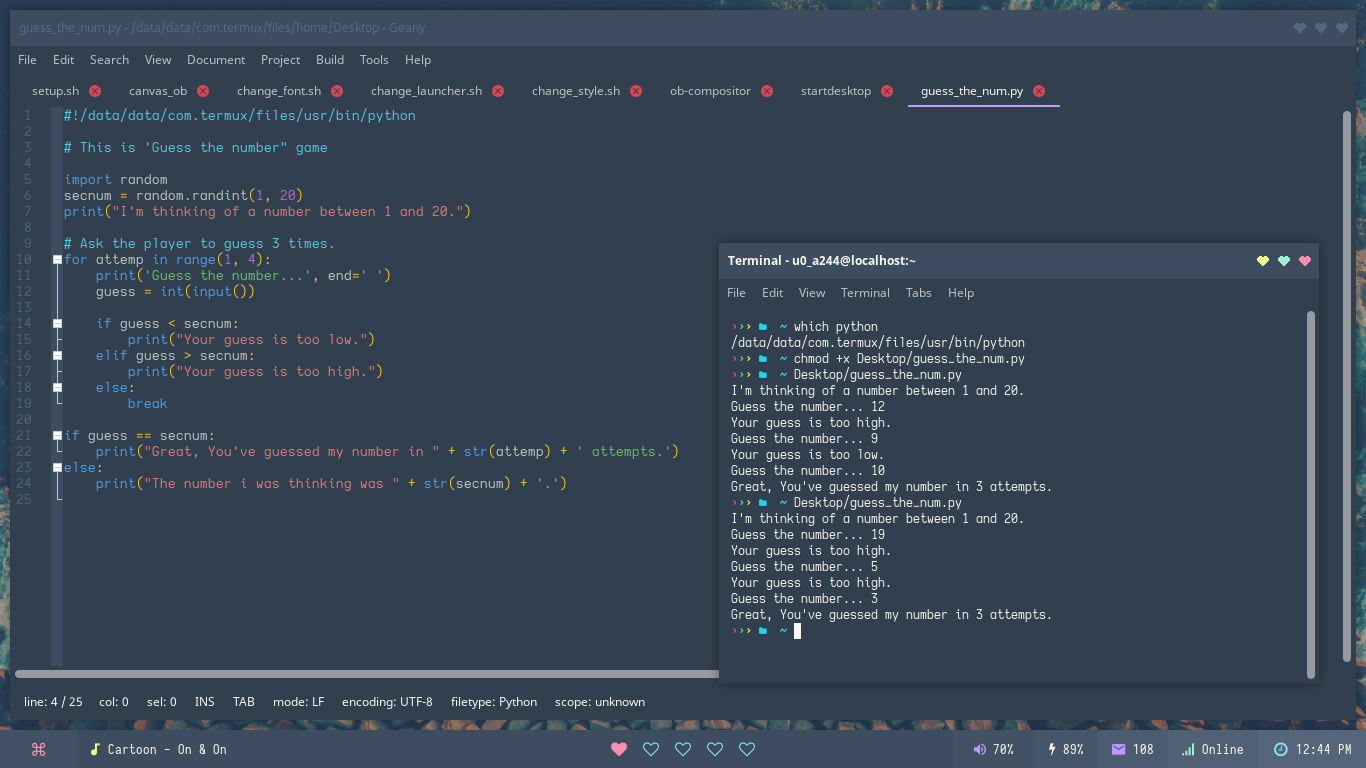 guess_the_num.py - /data/data/com.termux/files/home/Desktop - Geany
File Edit Search View Document Project Build Tools Help
setup.sh canvas_ob change_font.sh change_launcher.sh change_style.sh ob-compositor startdesktop guess_the_num.py
1 #!/data/data/com.termux/files/usr/bin/python
2
3 # This is 'Guess the number" game
4
5 import random
6 secnum = random.randint(1, 20)
7 print("I'm thinking of a number between 1 and 20.")
8
9 # Ask the player to guess 3 times.
10 for attemp in range(1, 4):
11     print('Guess the number...', end=' ')
12     guess = int(input())
13
14     if guess < secnum:
15         print("Your guess is too low.")
16     elif guess > secnum:
17         print("Your guess is too high.")
18     else:
19         break
20
21 if guess == secnum:
22     print("Great, You've guessed my number in " + str(attemp) + ' attempts.')
23 else:
24     print("The number i was thinking was " + str(secnum) + '.')
25
Terminal - u0_a244@localhost:~
File Edit View Terminal Tabs Help
››› ~ which python
/data/data/com.termux/files/usr/bin/python
››› ~ chmod +x Desktop/guess_the_num.py
››› ~ Desktop/guess_the_num.py
I'm thinking of a number between 1 and 20.
Guess the number... 12
Your guess is too high.
Guess the number... 9
Your guess is too low.
Guess the number... 10
Great, You've guessed my number in 3 attempts.
››› ~ Desktop/guess_the_num.py
I'm thinking of a number between 1 and 20.
Guess the number... 19
Your guess is too high.
Guess the number... 5
Your guess is too high.
Guess the number... 3
Great, You've guessed my number in 3 attempts.
››› ~
line: 4 / 25 col: 0 sel: 0 INS TAB mode: LF encoding: UTF-8 filetype: Python scope: unknown
Cartoon - On & On 70% 89% 108 Online 12:44 PM